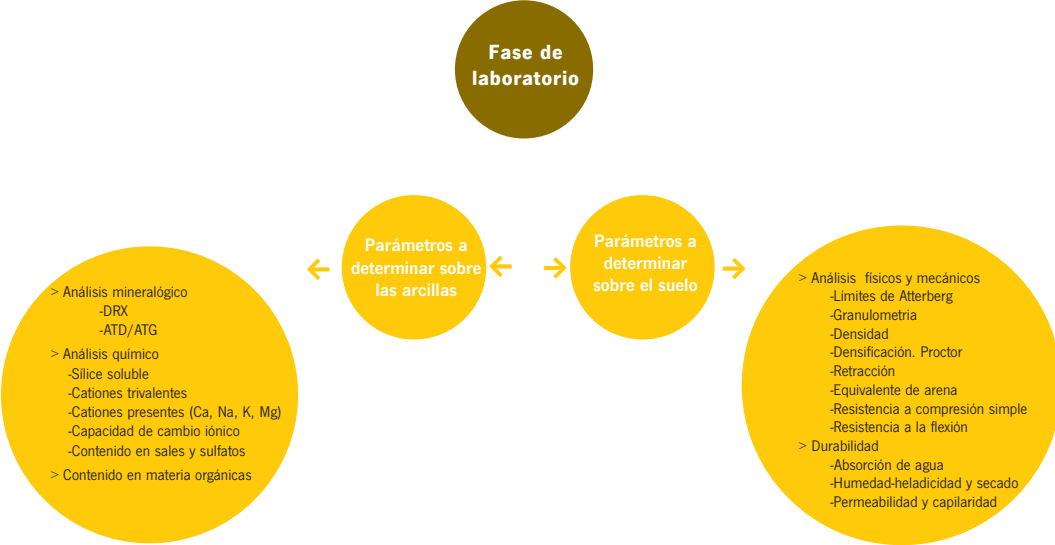 Fase de
laboratorio
Parámetros a
determinar sobre
las arcillas
Parámetros a
determinar
sobre el suelo
> Análisis mineralógico
-DRX
-ATD/ATG
> Análisis químico
-Sílice soluble
-Cationes trivalentes
-Cationes presentes (Ca, Na, K, Mg)
-Capacidad de cambio iónico
-Contenido en sales y sulfatos
> Contenido en materia orgánicas
> Análisis físicos y mecánicos
-Límites de Atterberg
-Granulometria
-Densidad
-Densificación. Proctor
-Retracción
-Equivalente de arena
-Resistencia a compresión simple
-Resistencia a la flexión
> Durabilidad
-Absorción de agua
-Humedad-heladicidad y secado
-Permeabilidad y capilaridad